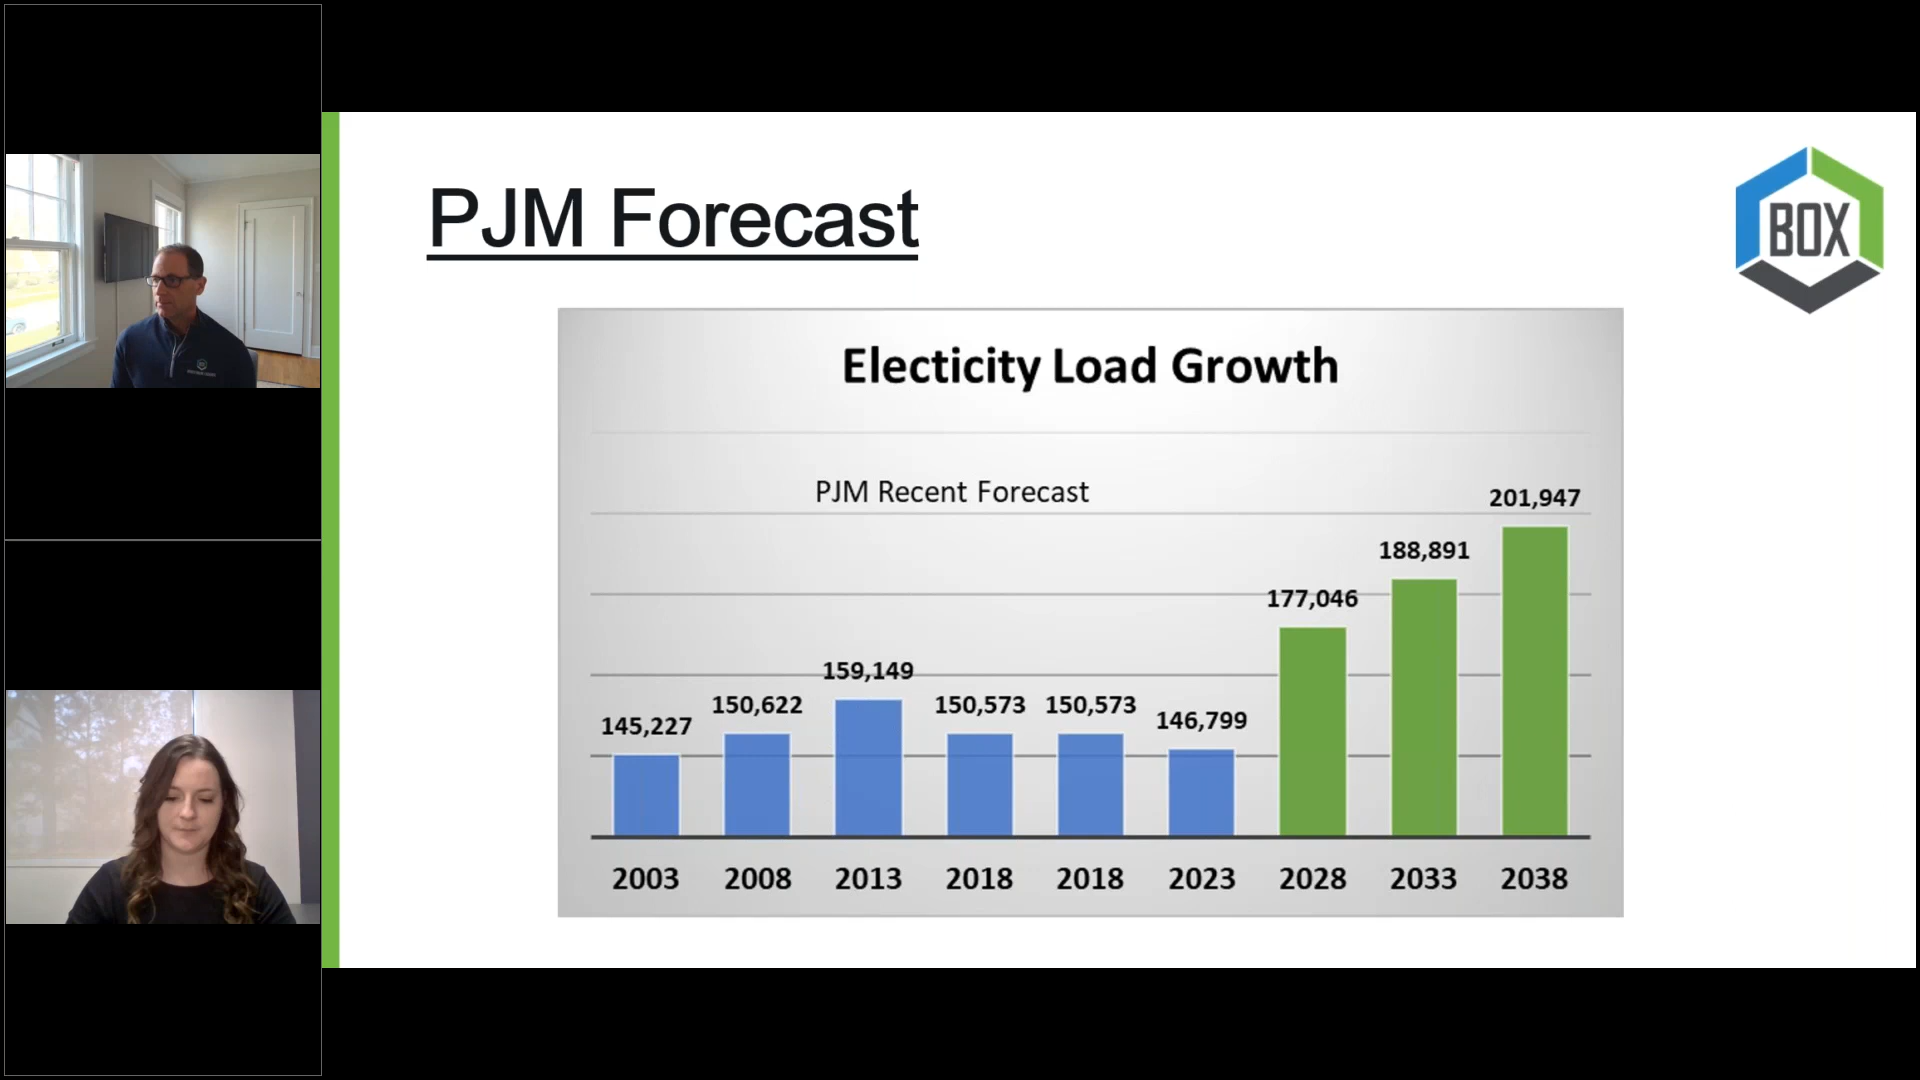 PJM Forecast
BOX
Electicity Load Growth
PJM Recent Forecast
145,227
150,622
159,149
150,573
150,573
146,799
177,046
188,891
201,947
2003 2008 2013 2018 2018 2023 2028 2033 2038